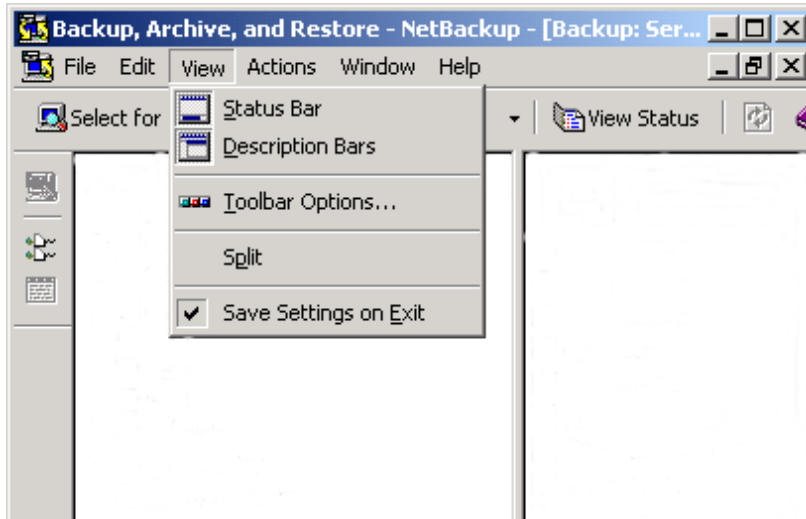 Backup, Archive, and Restore - NetBackup - [Backup: Ser...
File Edit View Actions Window Help
Select for
View Status
Status Bar
Description Bars
Toolbar Options...
Split
Save Settings on Exit